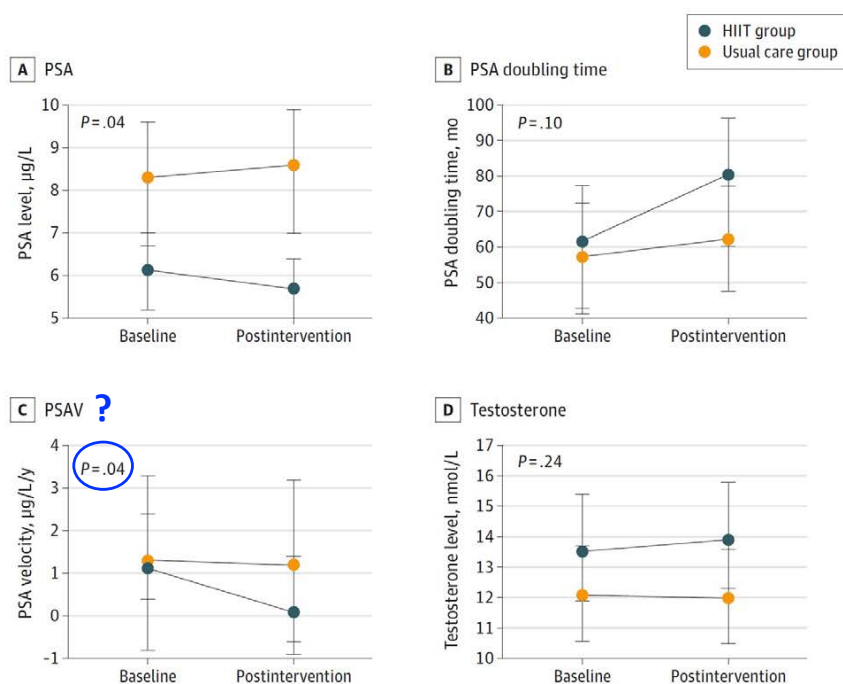 HIIT group
Usual care group
A PSA
P=.04
PSA level, µg/L
10
9
8
7
6
5
Baseline Postintervention
B PSA doubling time
P=.10
PSA doubling time, mo
100
90
80
70
60
50
40
Baseline Postintervention
C PSAV ?
P=.04
PSA velocity, µg/L/y
4
3
2
1
0
-1
Baseline Postintervention
D Testosterone
P=.24
Testosterone level, nmol/L
17
16
15
14
13
12
11
10
Baseline Postintervention